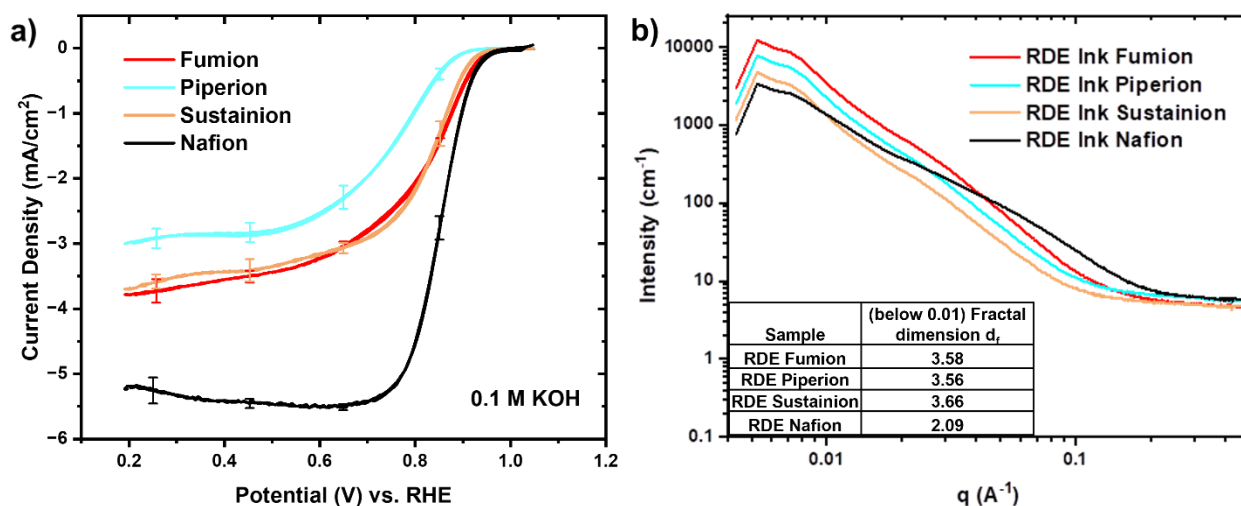 a)
Fumion
Piperion
Sustainion
Nafion
0.1 M KOH
Current Density (mA/cm²)
0
−1
−2
−3
−4
−5
−6
0.2 0.4 0.6 0.8 1.0 1.2
Potential (V) vs. RHE
b)
RDE Ink Fumion
RDE Ink Piperion
RDE Ink Sustainion
RDE Ink Nafion
Intensity (cm⁻¹)
10000
1000
100
10
1
0.1
Sample (below 0.01) Fractal dimension d_f
RDE Fumion 3.58
RDE Piperion 3.56
RDE Sustainion 3.66
RDE Nafion 2.09
0.01 0.1
q (A⁻¹)